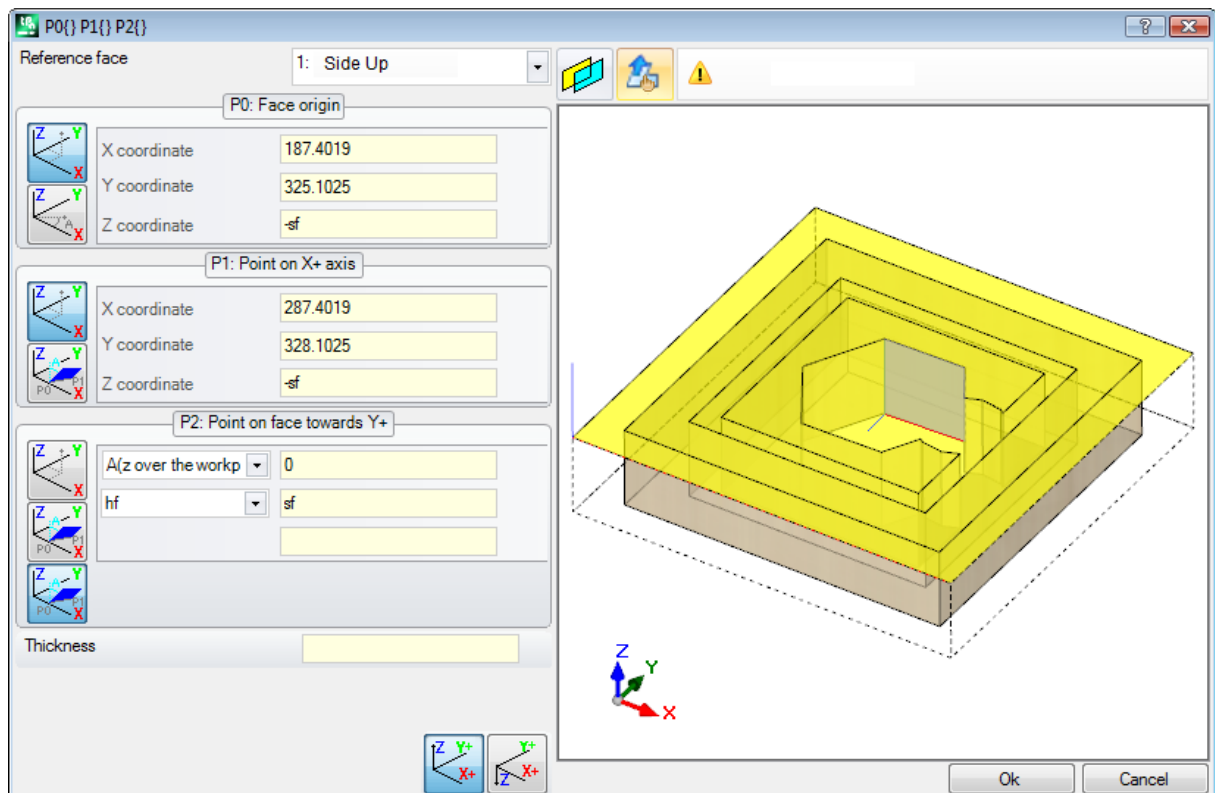 P0{} P1{} P2{}
Reference face
1: Side Up
P0: Face origin
X coordinate 187.4019
Y coordinate 325.1025
Z coordinate -sf
P1: Point on X+ axis
X coordinate 287.4019
Y coordinate 328.1025
Z coordinate -sf
P2: Point on face towards Y+
A(z over the workp 0
hf sf
Thickness
Z Y X
Z Y+ X+
Y+ Z X+
Ok Cancel